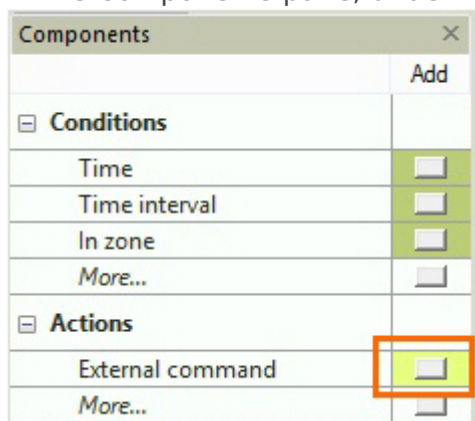 Components
Add
Conditions
Time
Time interval
In zone
More...
Actions
External command
More...